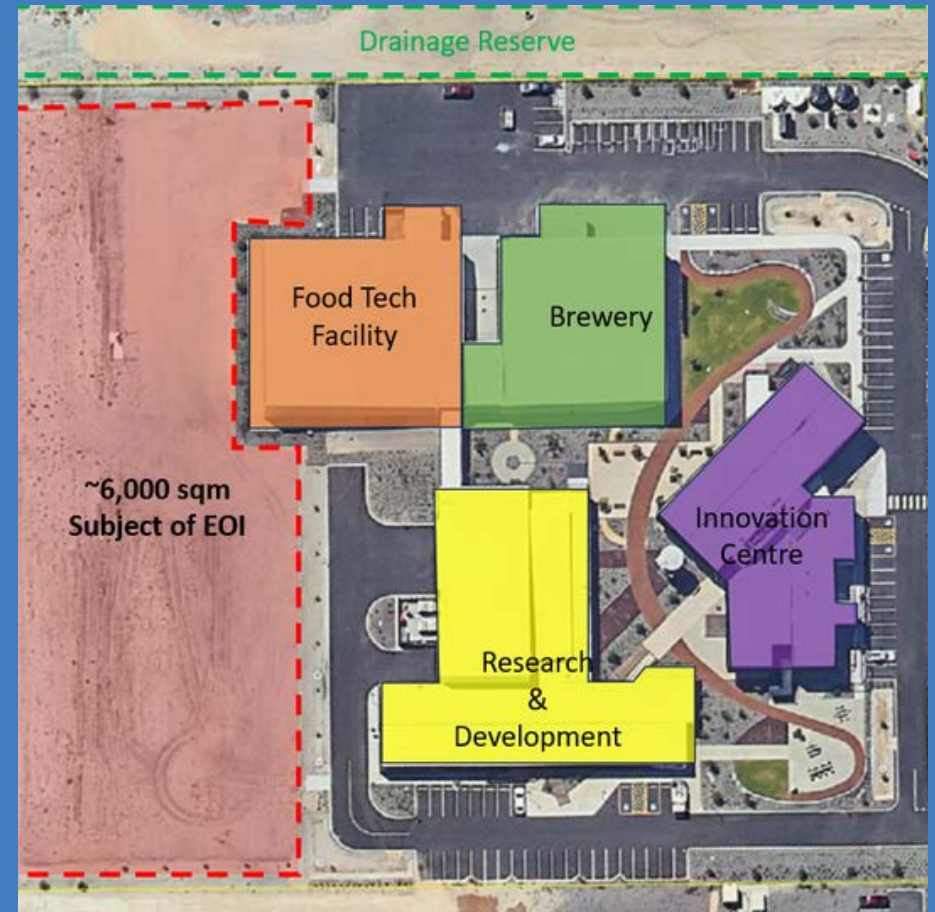 Drainage Reserve
Food Tech
Facility
Brewery
~6,000 sqm
Subject of EOI
Innovation
Centre
Research
&
Development